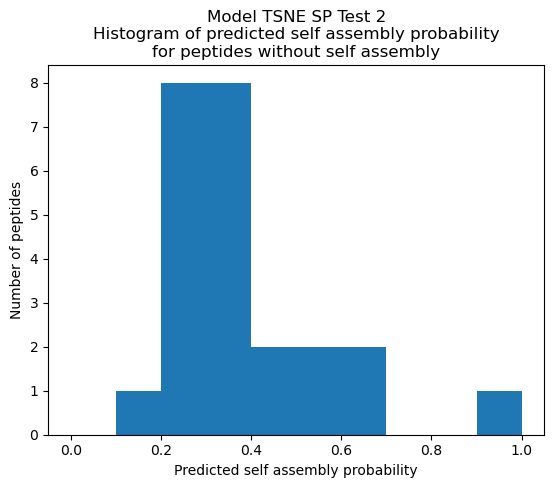 Model TSNE SP Test 2
Histogram of predicted self assembly probability
for peptides without self assembly
Number of peptides
8
7
6
5
4
3
2
1
0
0.0 0.2 0.4 0.6 0.8 1.0
Predicted self assembly probability